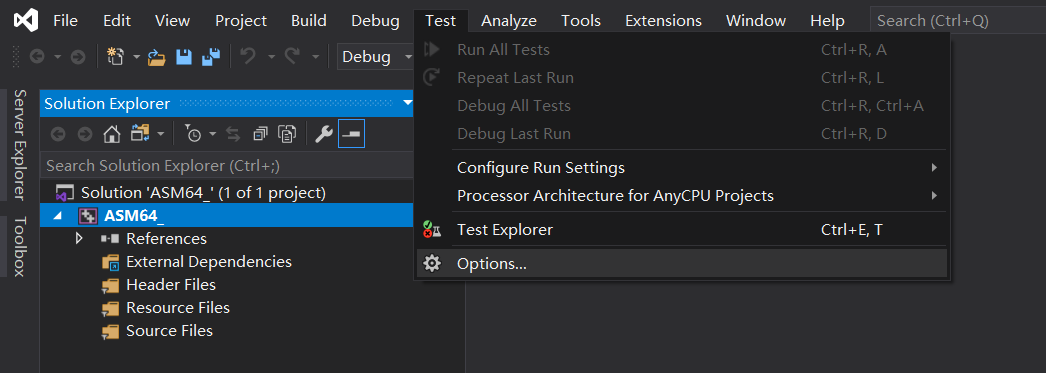 File Edit View Project Build Debug Test Analyze Tools Extensions Window Help Search (Ctrl+Q)
Debug
Run All Tests Ctrl+R, A
Repeat Last Run Ctrl+R, L
Debug All Tests Ctrl+R, Ctrl+A
Debug Last Run Ctrl+R, D
Configure Run Settings
Processor Architecture for AnyCPU Projects
Test Explorer Ctrl+E, T
Options...
Server Explorer
Toolbox
Solution Explorer
Search Solution Explorer (Ctrl+;)
Solution 'ASM64_' (1 of 1 project)
ASM64_
References
External Dependencies
Header Files
Resource Files
Source Files